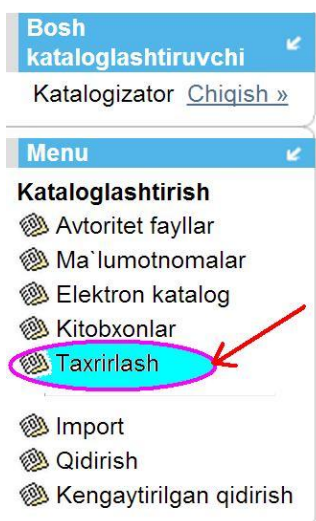 Bosh
kataloglashtiruvchi
Katalogizator Chiqish »
Menu
Kataloglashtirish
Avtoritet fayllar
Ma`lumotnomalar
Elektron katalog
Kitobxonlar
Taxrirlash
Import
Qidirish
Kengaytirilgan qidirish